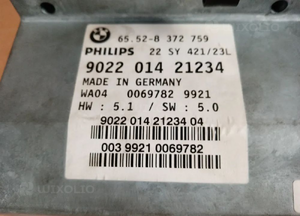 65.52-8 372 759
PHILIPS 22 SY 421/23L
9022 014 21234
MADE IN GERMANY
WA04 0069782 9921
HW : 5.1 / SW : 5.0
9022 014 21234 04
003 9921 0069782